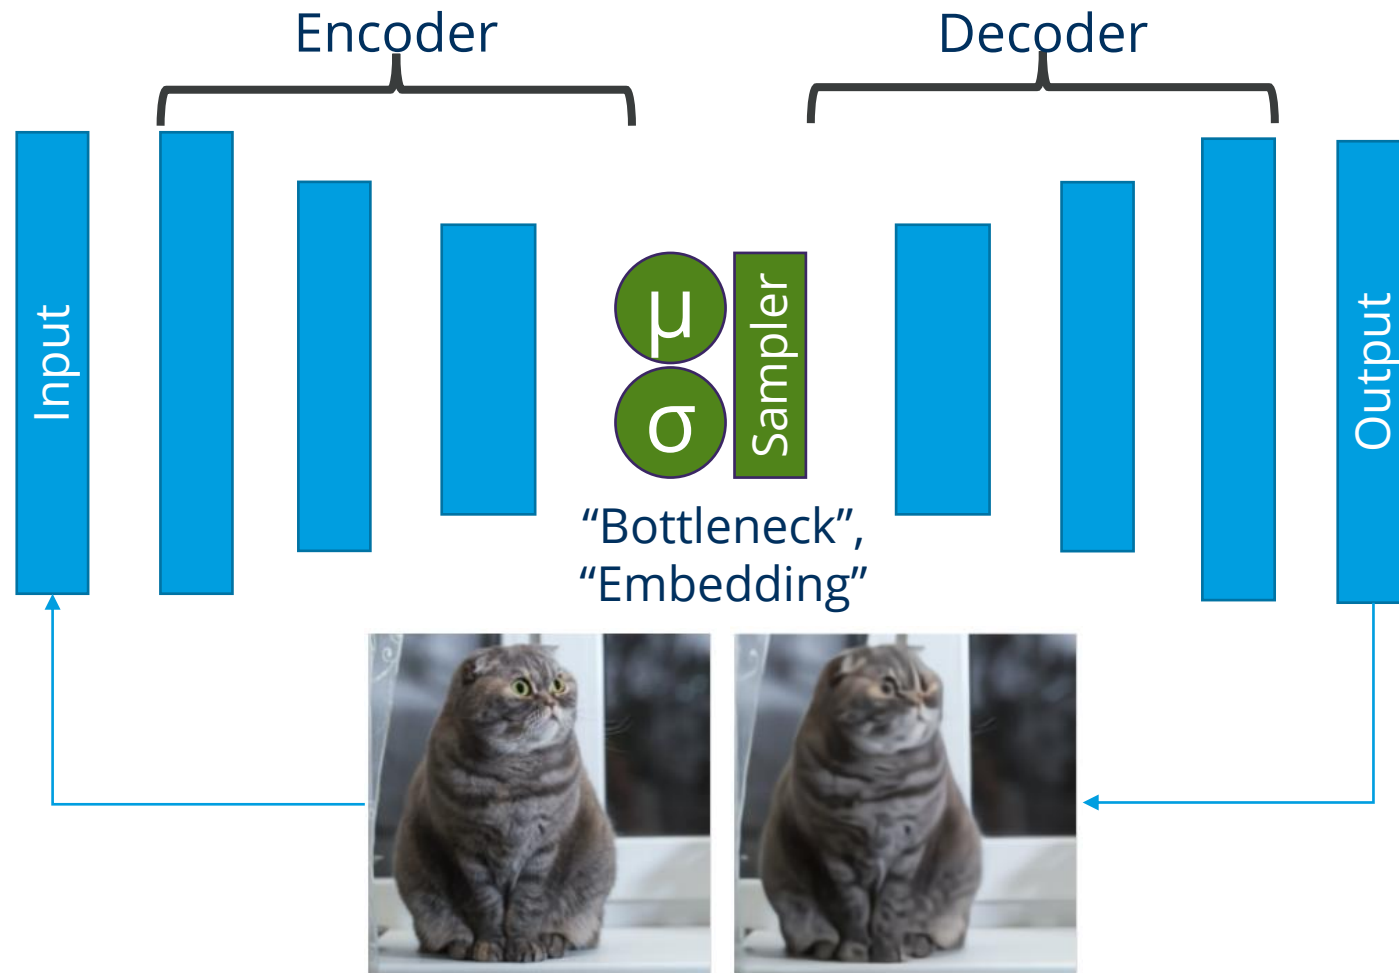 Encoder
Decoder
Input
μ
σ
Sampler
Output
“Bottleneck”,
“Embedding”